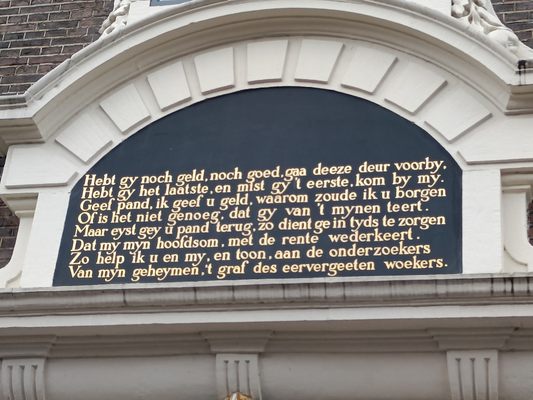 Hebt gy noch geld, noch goed, gaa deeze deur voorby.
Hebt gy het laatste, en mist gy 't eerste, kom by my.
Geef pand, ik geef u geld, waarom zoude ik u borgen
Of is het niet genoeg, dat gy van 't mynen teert.
Maar eyst gey u pand terug, zo dient ge in tyds te zorgen
Dat my myn hoofdsom, met de rente wederkeert.
Zo help ik u en my, en toon, aan de onderzoekers
Van myn geheymen, 't graf des eervergeeten woekers.